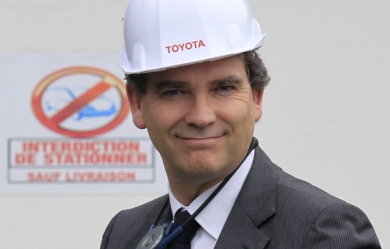 TOYOTA
INTERDICTION
DE STATIONNER
SAUF LIVRAISON